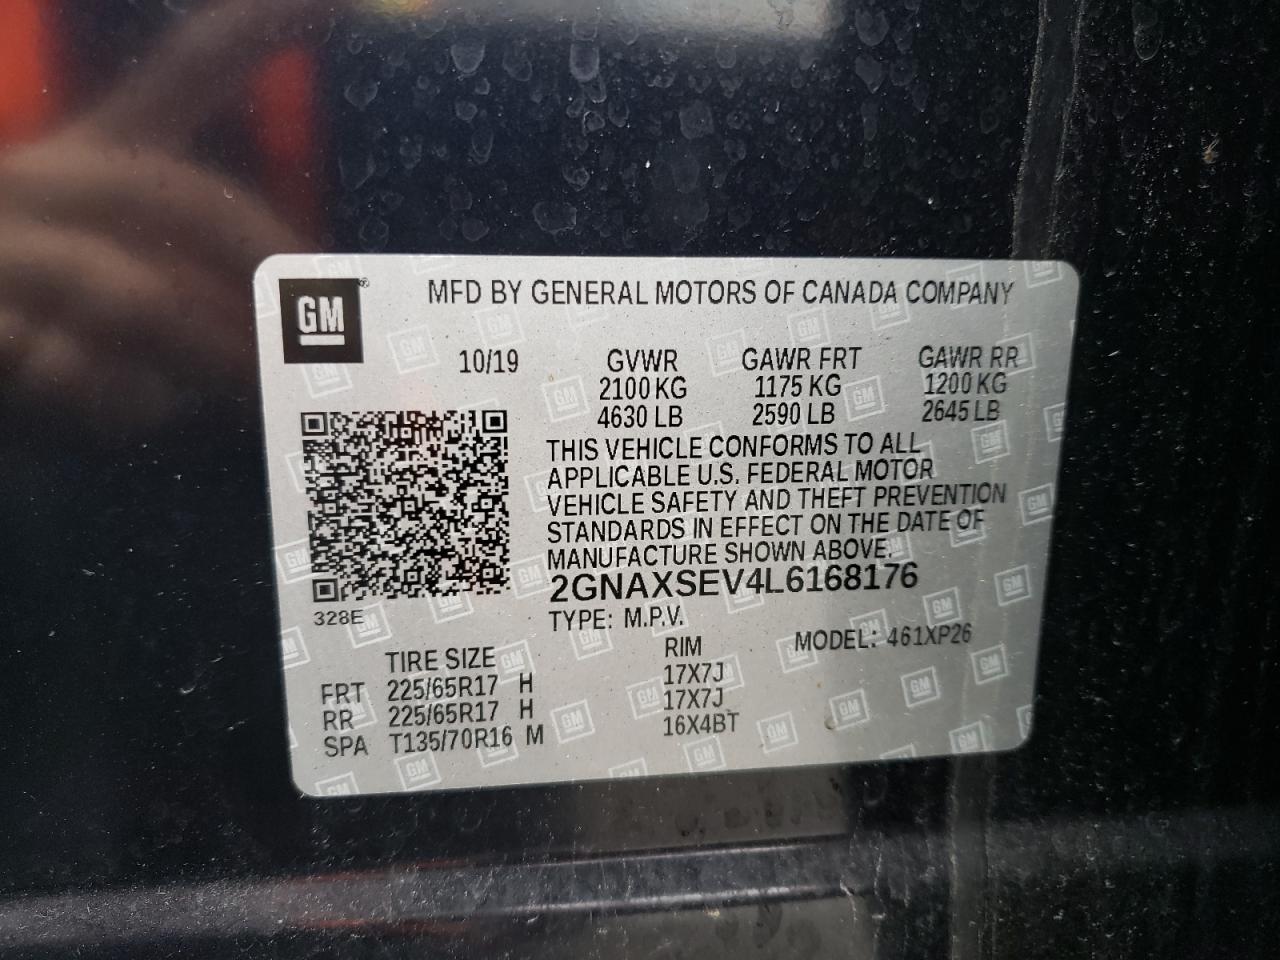 GM
MFD BY GENERAL MOTORS OF CANADA COMPANY
10/19 GVWR GAWR FRT GAWR RR
2100 KG 1175 KG 1200 KG
4630 LB 2590 LB 2645 LB
THIS VEHICLE CONFORMS TO ALL
APPLICABLE U.S. FEDERAL MOTOR
VEHICLE SAFETY AND THEFT PREVENTION
STANDARDS IN EFFECT ON THE DATE OF
MANUFACTURE SHOWN ABOVE.
2GNAXSEV4L6168176
328E TYPE: M.P.V.
MODEL: 461XP26
TIRE SIZE RIM
FRT 225/65R17 H 17X7J
RR 225/65R17 H 17X7J
SPA T135/70R16 M 16X4BT